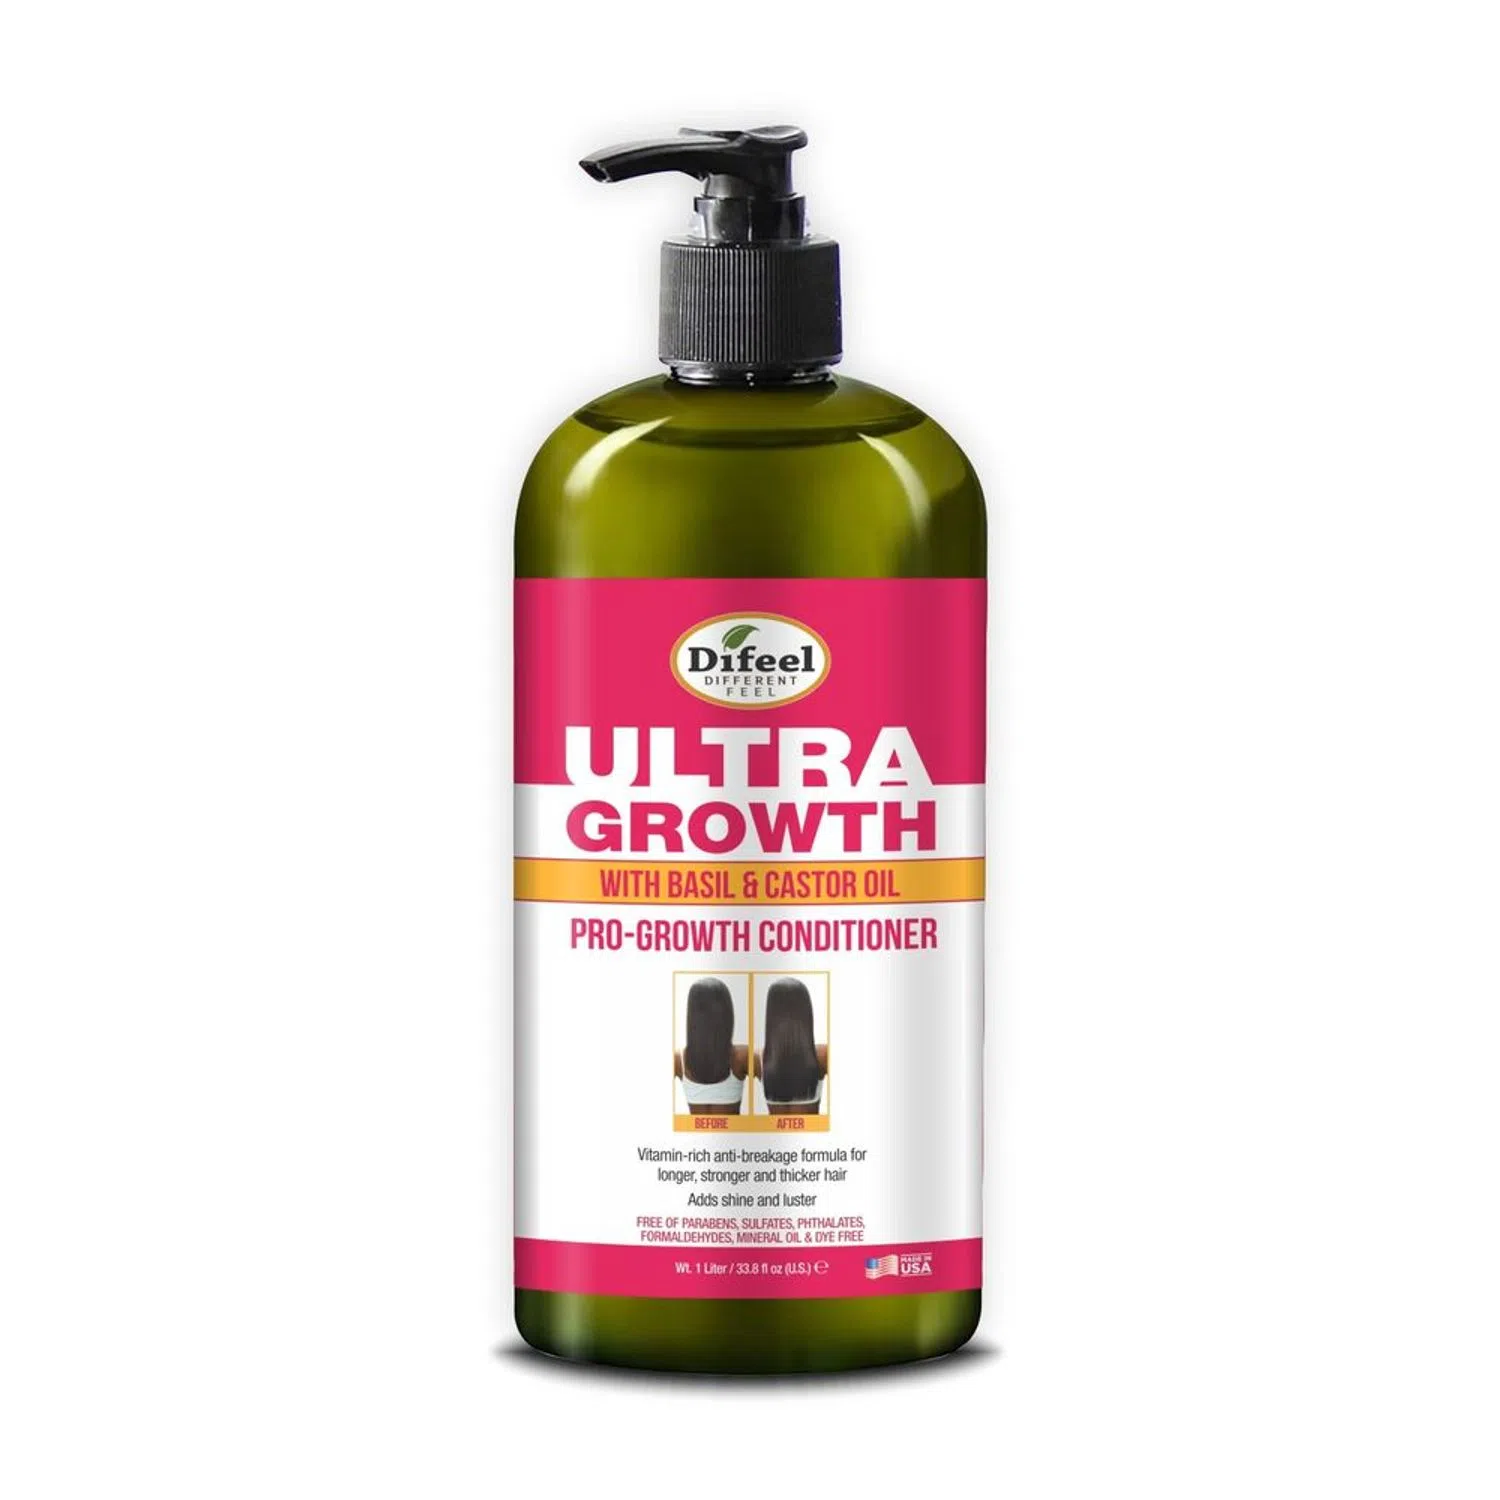 Difeel
DIFFERENT
FEEL
ULTRA
GROWTH
WITH BASIL & CASTOR OIL
PRO-GROWTH CONDITIONER
BEFORE AFTER
Vitamin-rich anti-breakage formula for
longer, stronger and thicker hair
Adds shine and luster
FREE OF PARABENS, SULFATES, PHTHALATES,
FORMALDEHYDES, MINERAL OIL & DYE FREE
Wt. 1 Liter / 33.8 fl oz (U.S.) ℮
MADE IN
USA